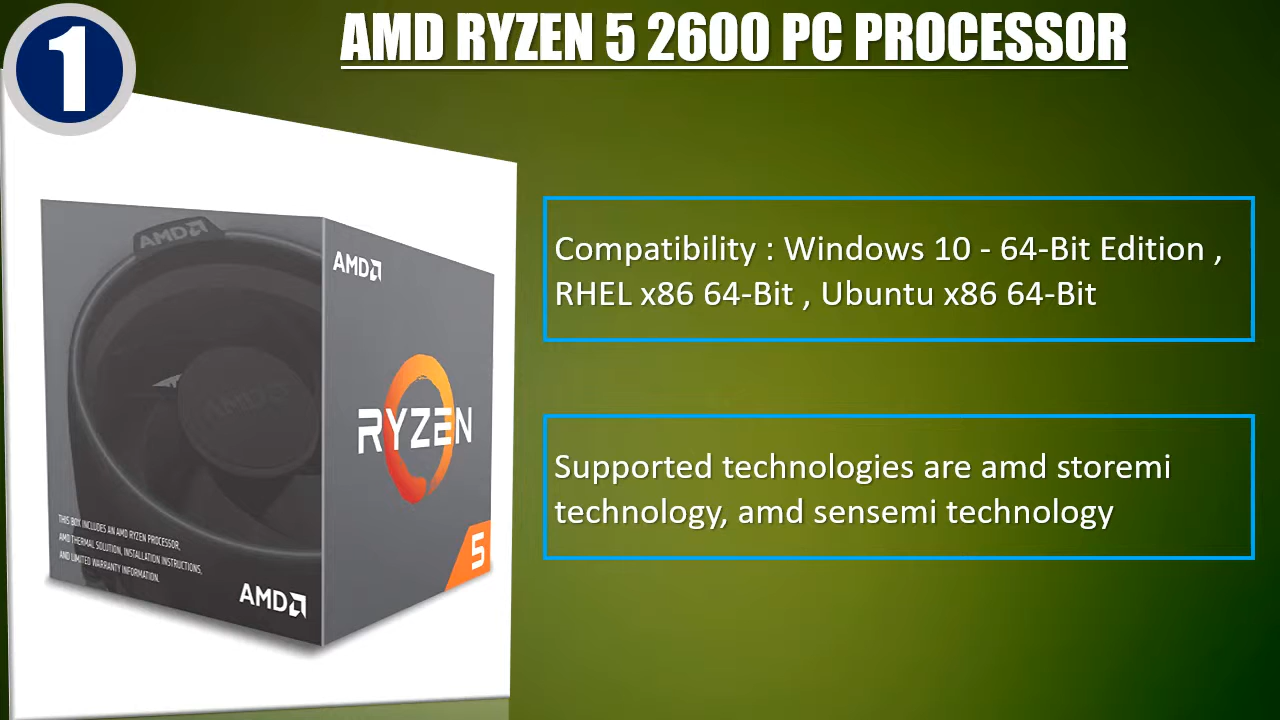 1
AMD RYZEN 5 2600 PC PROCESSOR
Compatibility : Windows 10 - 64-Bit Edition ,
RHEL x86 64-Bit , Ubuntu x86 64-Bit
Supported technologies are amd storemi
technology, amd sensemi technology
AMD
AMD
AMD
RYZEN
5
THIS BOX INCLUDES AN AMD RYZEN PROCESSOR,
AMD THERMAL SOLUTION, INSTALLATION INSTRUCTIONS,
AND LIMITED WARRANTY INFORMATION.
AMD